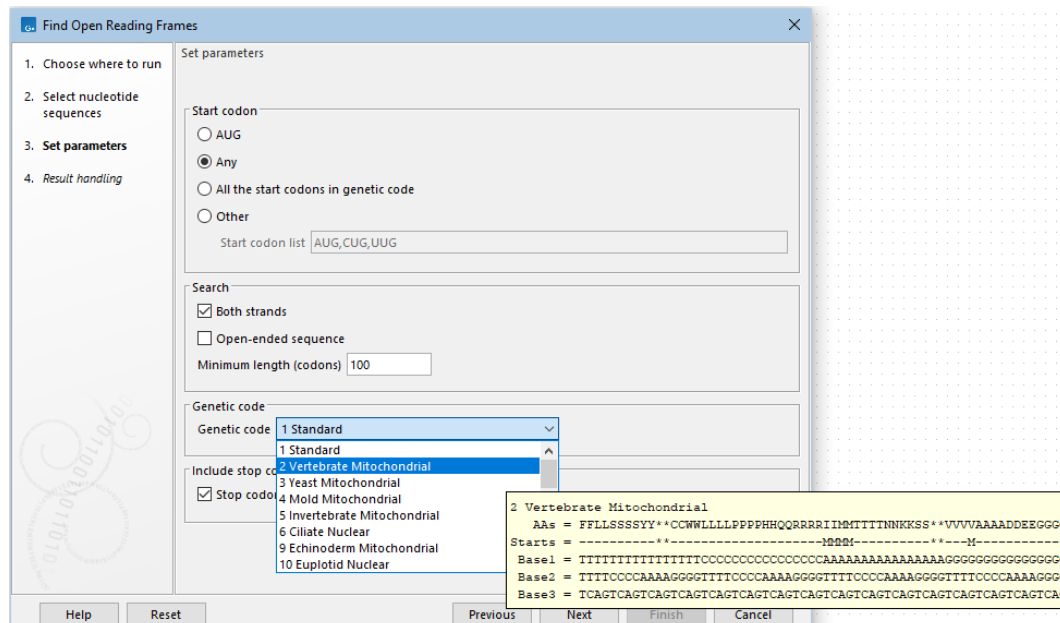 Find Open Reading Frames
1. Choose where to run
2. Select nucleotide
sequences
3. Set parameters
4. Result handling
Set parameters
Start codon
AUG
Any
All the start codons in genetic code
Other
Start codon list AUG,CUG,UUG
Search
Both strands
Open-ended sequence
Minimum length (codons) 100
Genetic code
Genetic code 1 Standard
1 Standard
2 Vertebrate Mitochondrial
3 Yeast Mitochondrial
4 Mold Mitochondrial
5 Invertebrate Mitochondrial
6 Ciliate Nuclear
9 Echinoderm Mitochondrial
10 Euplotid Nuclear
Include stop co
Stop codon
2 Vertebrate Mitochondrial
AAs = FFLLSSSSYY**CCWWLLLLPPPPHHQQRRRRIIMMTTTTNNKKSS**VVVVAAAADDEEGGGG
Starts = ----------**--------------------MMMM----------**---M------------
Base1 = TTTTTTTTTTTTTTTTCCCCCCCCCCCCCCCCAAAAAAAAAAAAAAAAGGGGGGGGGGGGGGGG
Base2 = TTTTCCCCAAAAGGGGTTTTCCCCAAAAGGGGTTTTCCCCAAAAGGGGTTTTCCCCAAAAGGGG
Base3 = TCAGTCAGTCAGTCAGTCAGTCAGTCAGTCAGTCAGTCAGTCAGTCAGTCAGTCAGTCAGTCA
Help Reset Previous Next Finish Cancel